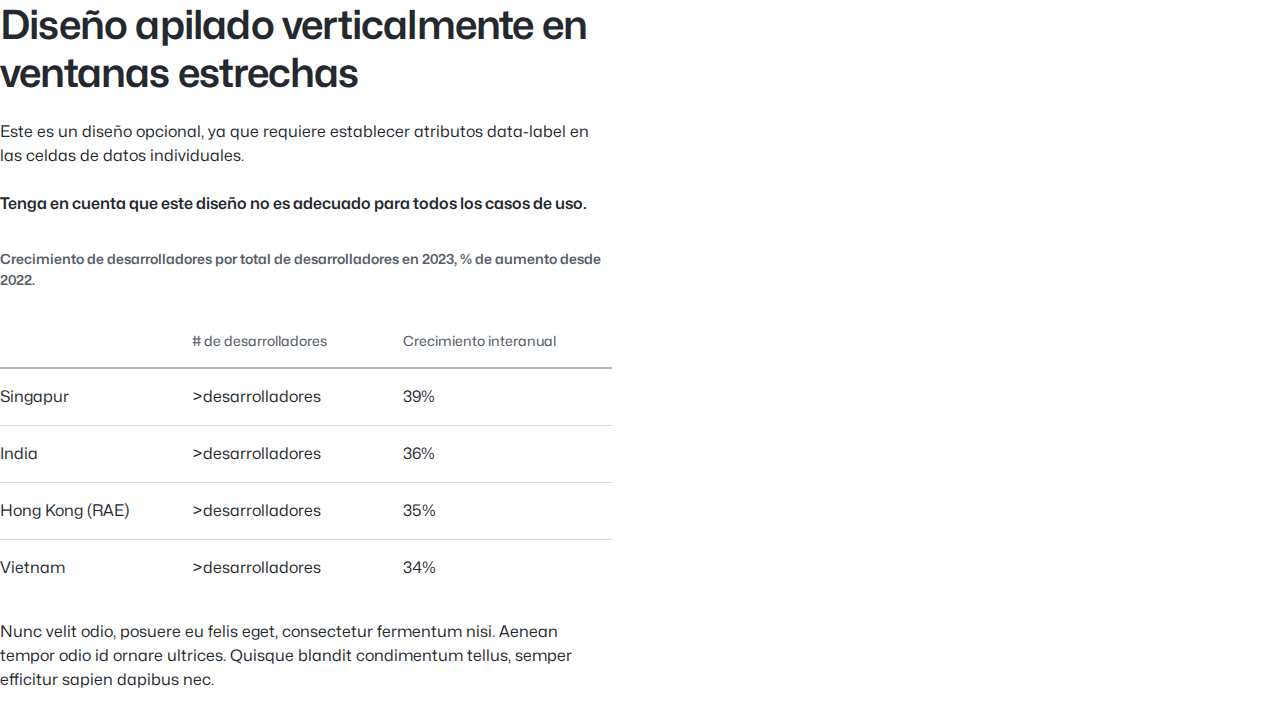 Diseño apilado verticalmente en
ventanas estrechas
Este es un diseño opcional, ya que requiere establecer atributos data-label en
las celdas de datos individuales.
Tenga en cuenta que este diseño no es adecuado para todos los casos de uso.
Crecimiento de desarrolladores por total de desarrolladores en 2023, % de aumento desde
2022.
# de desarrolladores Crecimiento interanual
Singapur >desarrolladores 39%
India >desarrolladores 36%
Hong Kong (RAE) >desarrolladores 35%
Vietnam >desarrolladores 34%
Nunc velit odio, posuere eu felis eget, consectetur fermentum nisi. Aenean
tempor odio id ornare ultrices. Quisque blandit condimentum tellus, semper
efficitur sapien dapibus nec.